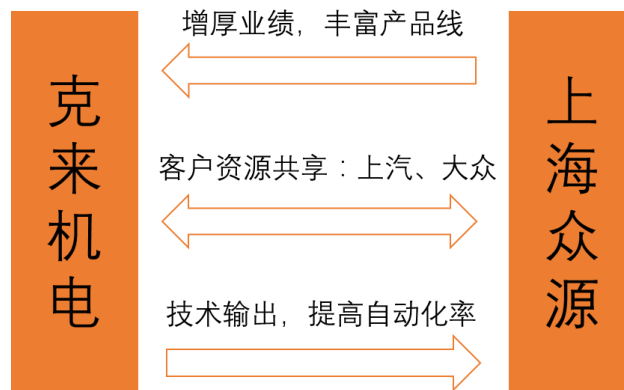 增厚业绩，丰富产品线
克来机电
客户资源共享：上汽、大众
上海众源
技术输出，提高自动化率